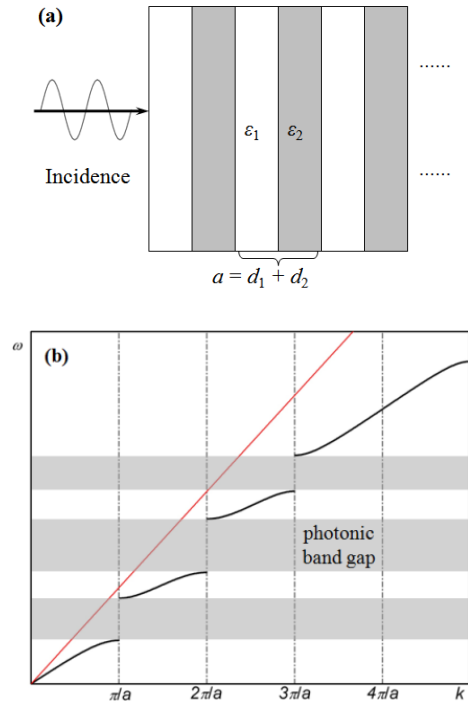 (a)
......
ε₁ ε₂
Incidence
......
a = d₁ + d₂
ω
(b)
photonic
band gap
π/a 2π/a 3π/a 4π/a k